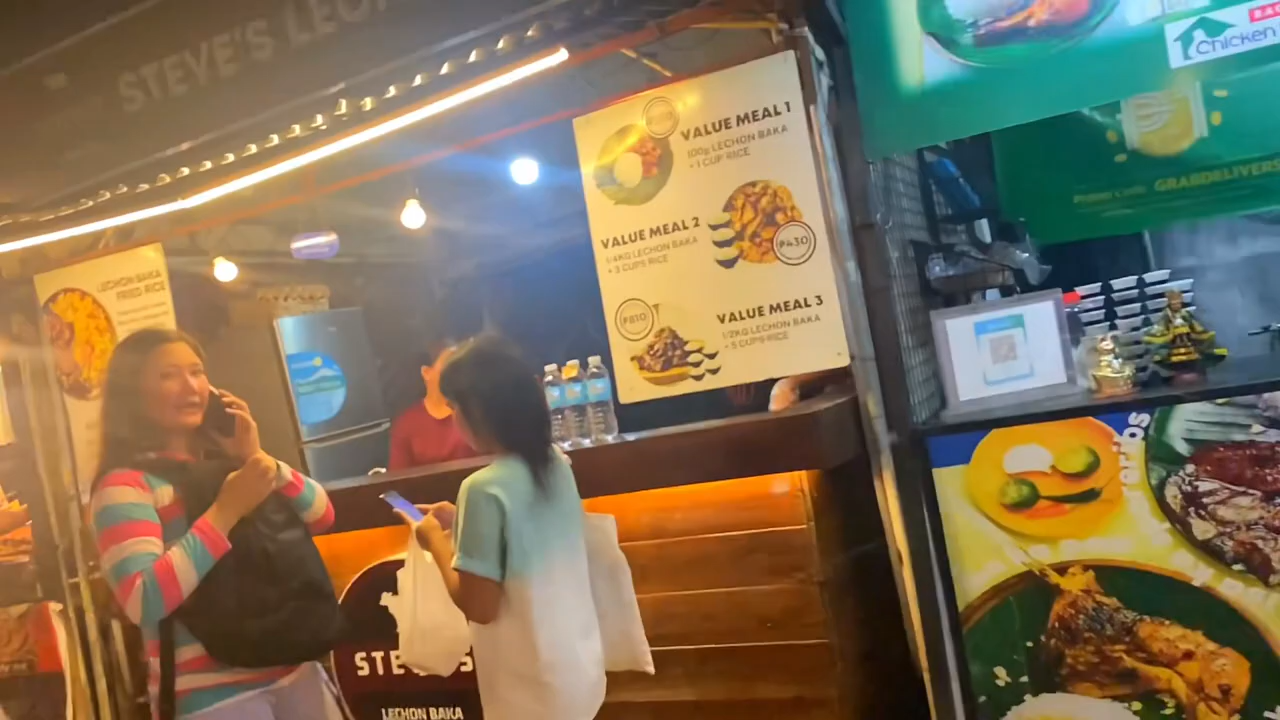 STEVE'S
LECHON BAKA
FRIED RICE
VALUE MEAL 1
100g LECHON BAKA
+ 1 CUP RICE
VALUE MEAL 2
1/4KG LECHON BAKA
+ 3 CUPS RICE
₱430
VALUE MEAL 3
1/2KG LECHON BAKA
+ 5 CUPS RICE
₱810
Chicken
GRABDELIVERS
LECHON BAKA